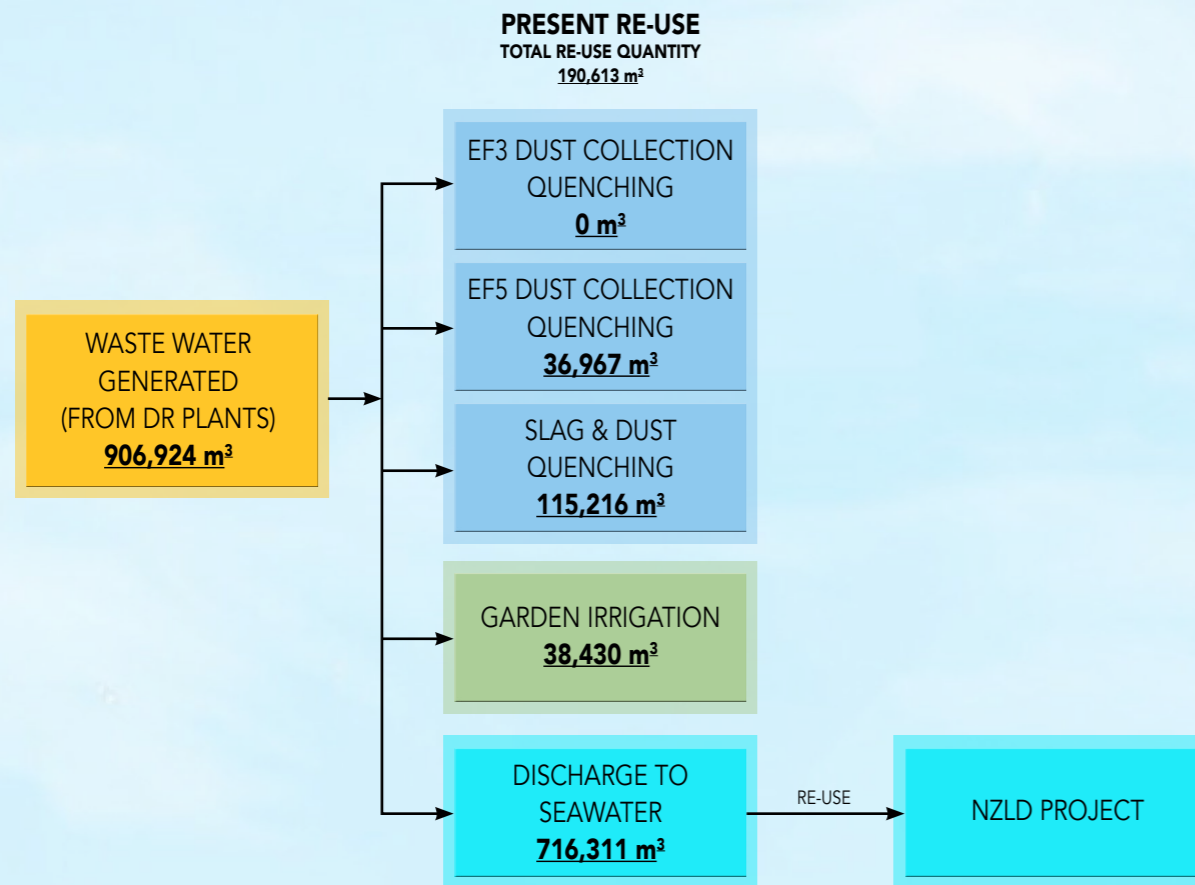 PRESENT RE-USE
TOTAL RE-USE QUANTITY
190,613 m³
EF3 DUST COLLECTION
QUENCHING
0 m³
EF5 DUST COLLECTION
QUENCHING
36,967 m³
WASTE WATER
GENERATED
(FROM DR PLANTS)
906,924 m³
SLAG & DUST
QUENCHING
115,216 m³
GARDEN IRRIGATION
38,430 m³
DISCHARGE TO
SEAWATER
716,311 m³
RE-USE
NZLD PROJECT